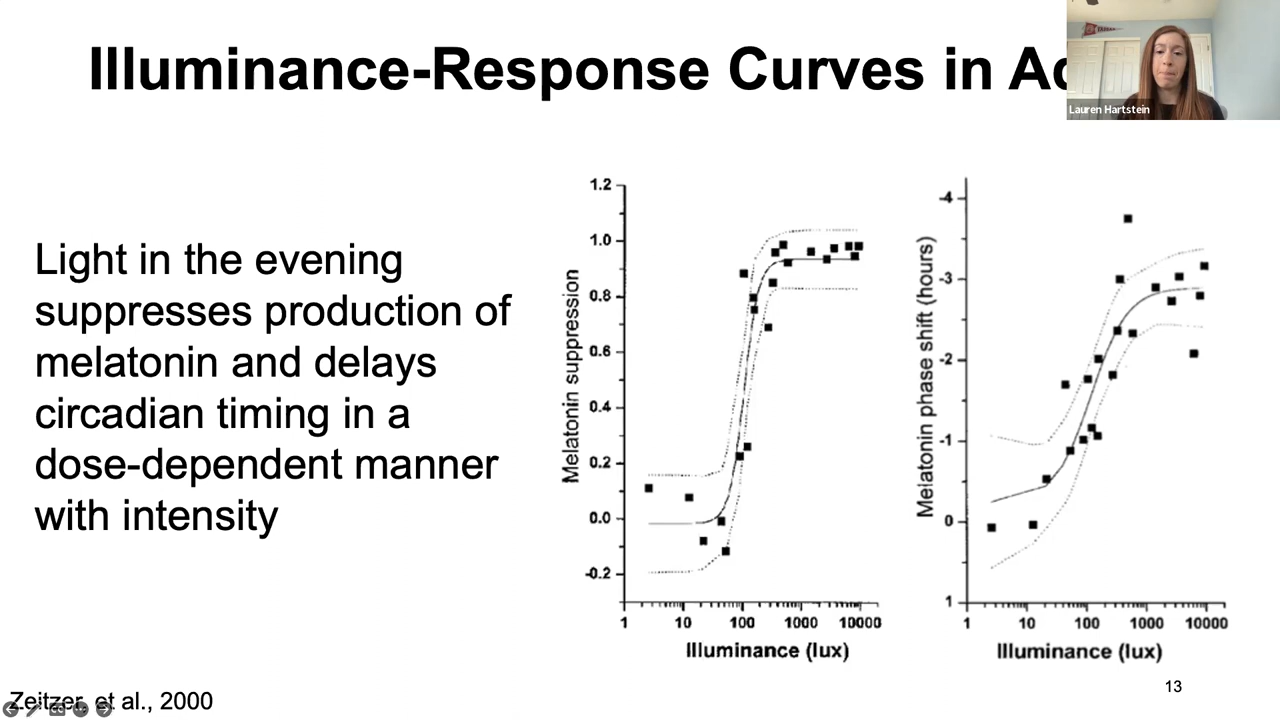 Illuminance-Response Curves in
Lauren Hartstein
Light in the evening
suppresses production of
melatonin and delays
circadian timing in a
dose-dependent manner
with intensity
Melatonin suppression
1.2
1.0
0.8
0.6
0.4
0.2
0.0
-0.2
1 10 100 1000 10000
Illuminance (lux)
Melatonin phase shift (hours)
-4
-3
-2
-1
0
1
1 10 100 1000 10000
Illuminance (lux)
Zeitzer, et al., 2000
13